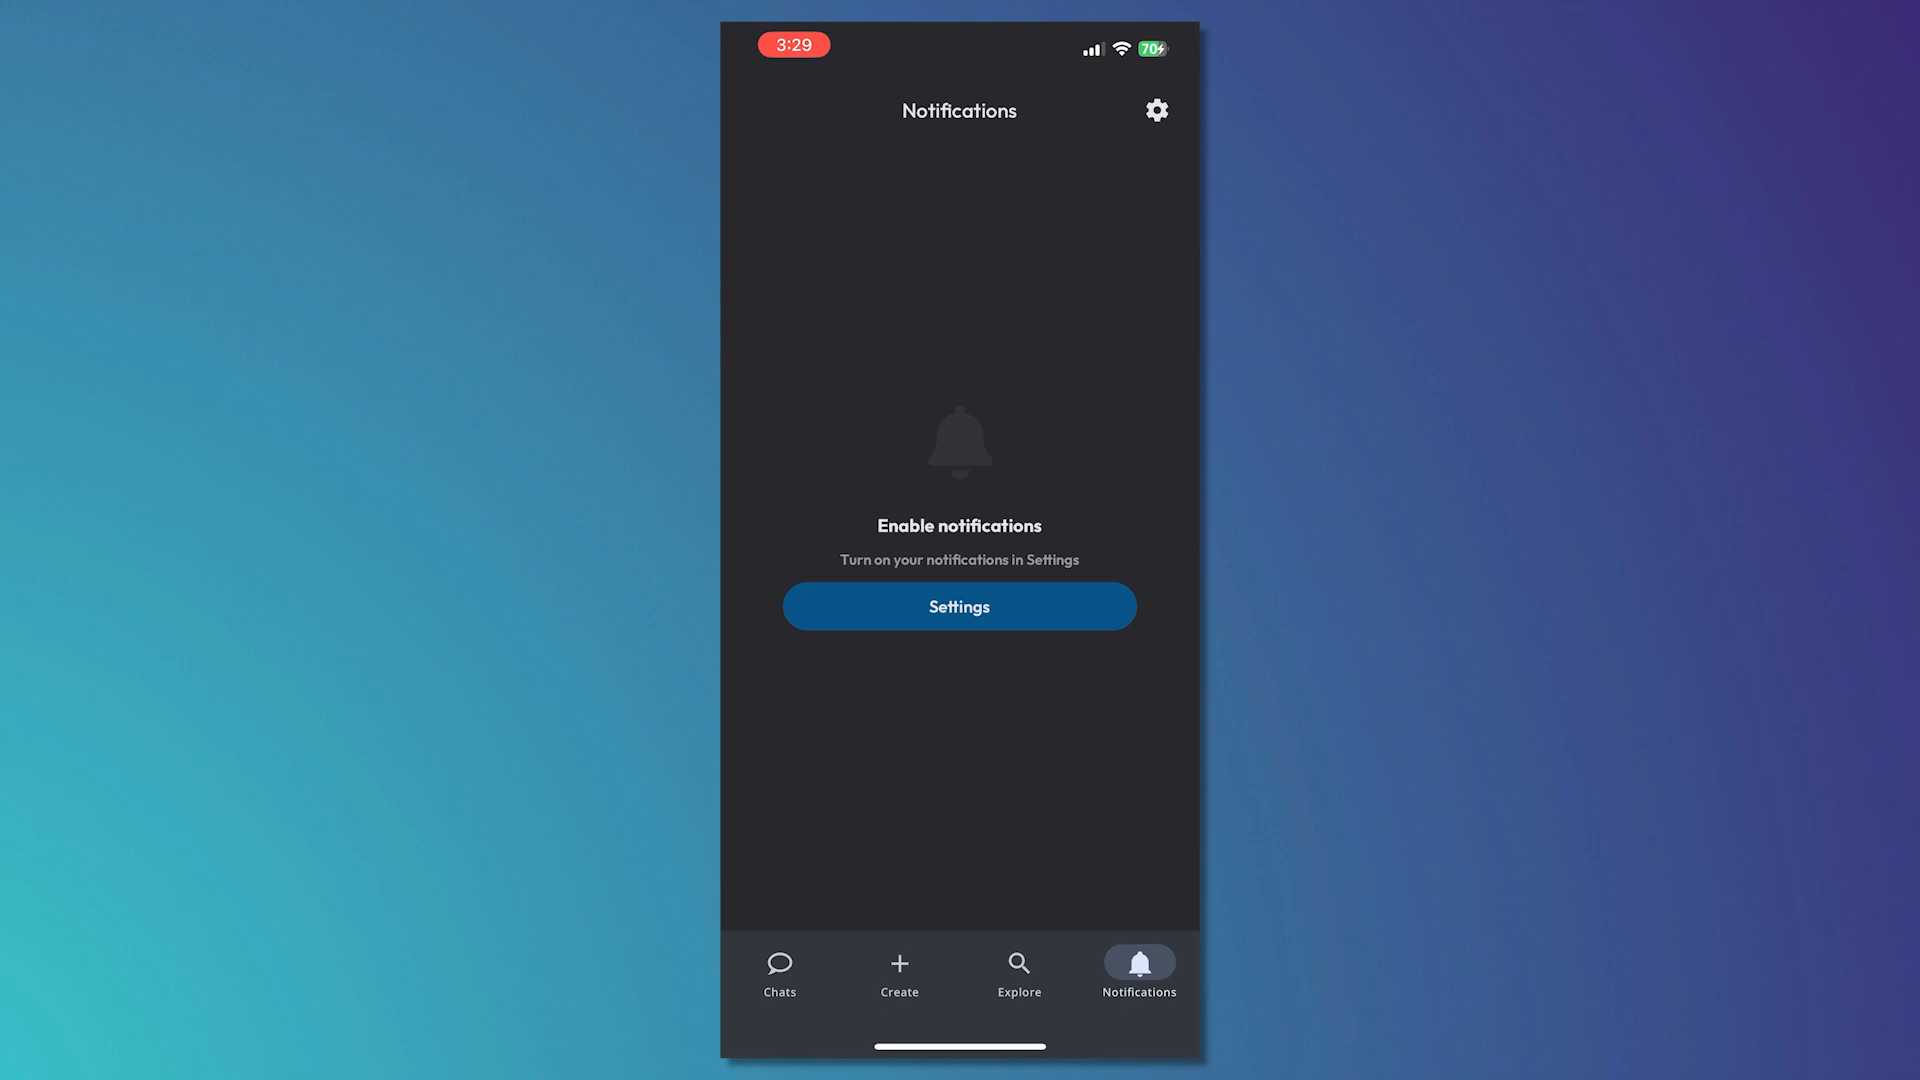 3:29
70
Notifications
Enable notifications
Turn on your notifications in Settings
Settings
Chats
Create
Explore
Notifications